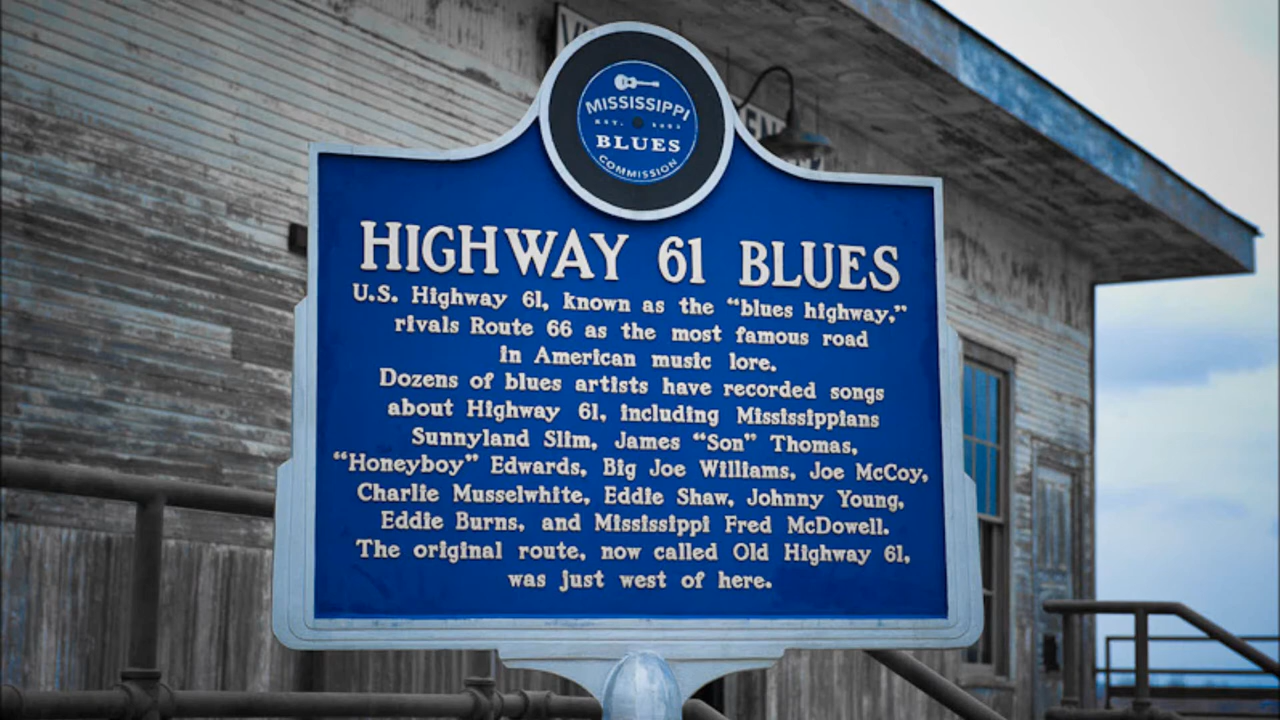 MISSISSIPPI
BLUES
COMMISSION
HIGHWAY 61 BLUES
U.S. Highway 61, known as the “blues highway,”
rivals Route 66 as the most famous road
in American music lore.
Dozens of blues artists have recorded songs
about Highway 61, including Mississippians
Sunnyland Slim, James “Son” Thomas,
“Honeyboy” Edwards, Big Joe Williams, Joe McCoy,
Charlie Musselwhite, Eddie Shaw, Johnny Young,
Eddie Burns, and Mississippi Fred McDowell.
The original route, now called Old Highway 61,
was just west of here.